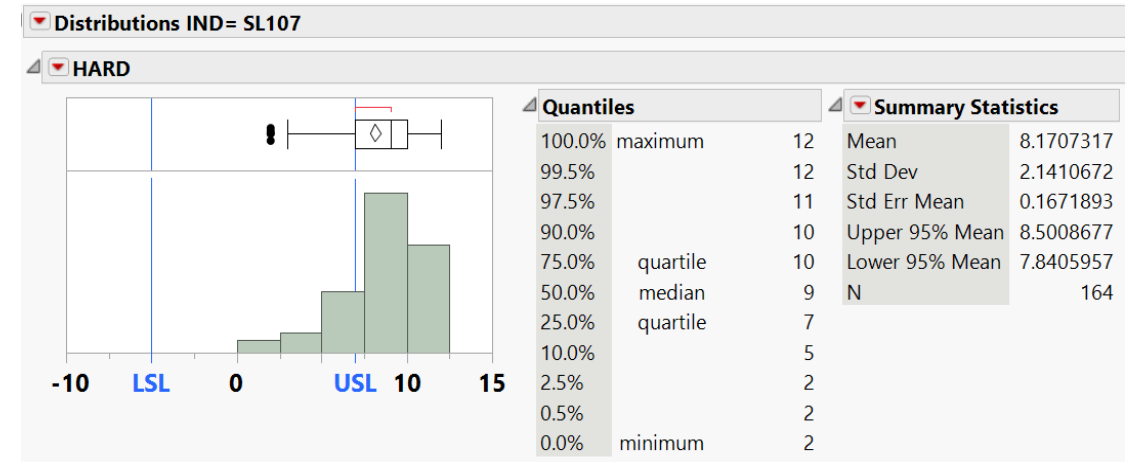 Distributions IND= SL107
HARD
-10 LSL 0 USL 10 15
Quantiles
100.0% maximum 12
99.5% 12
97.5% 11
90.0% 10
75.0% quartile 10
50.0% median 9
25.0% quartile 7
10.0% 5
2.5% 2
0.5% 2
0.0% minimum 2
Summary Statistics
Mean 8.1707317
Std Dev 2.1410672
Std Err Mean 0.1671893
Upper 95% Mean 8.5008677
Lower 95% Mean 7.8405957
N 164